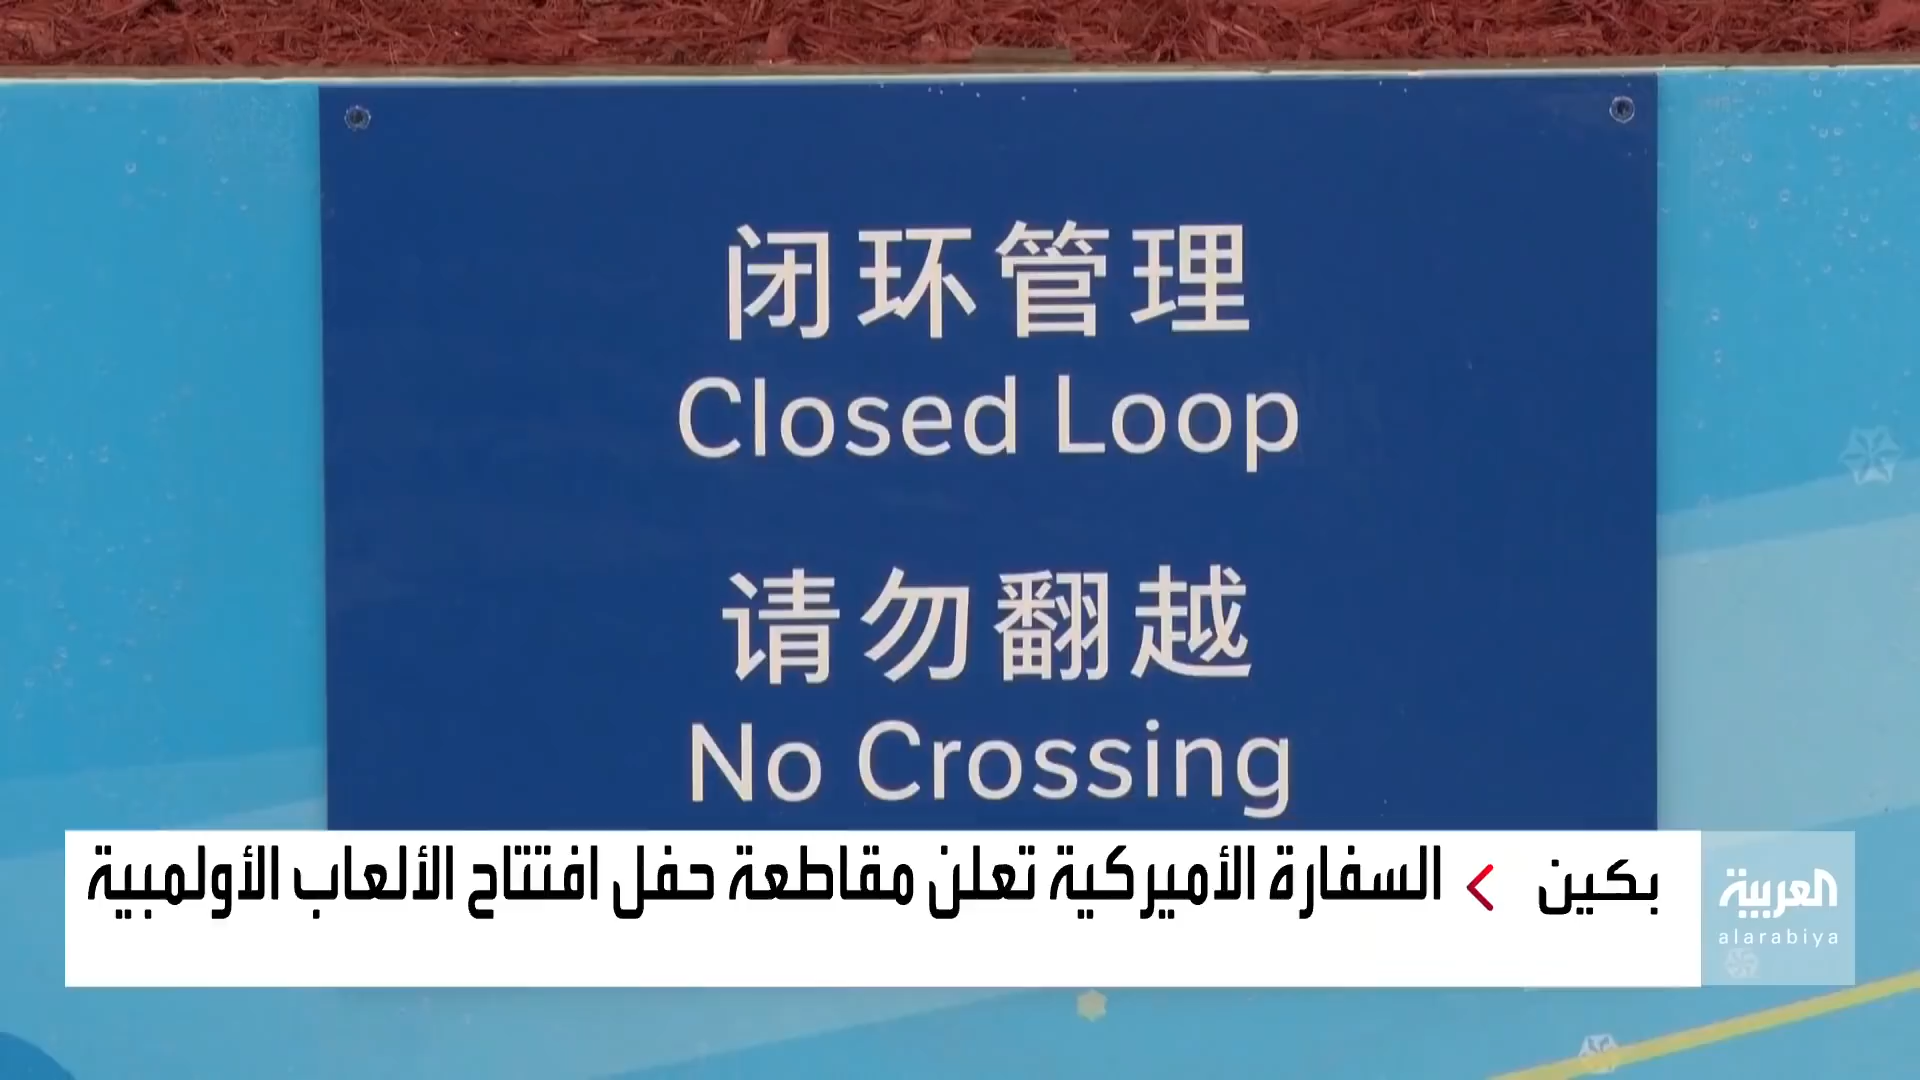 闭环管理
Closed Loop
请勿翻越
No Crossing
بكين
السفارة الأميركية تعلن مقاطعة حفل افتتاح الألعاب الأولمبية
العربية
alarabiya